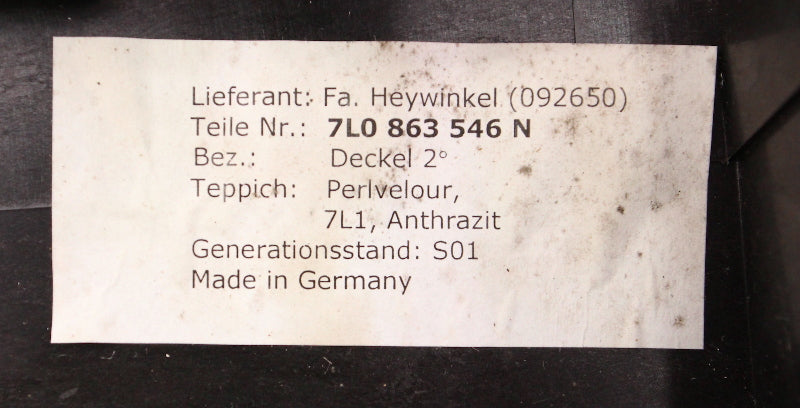 Lieferant: Fa. Heywinkel (092650)
Teile Nr.: 7L0 863 546 N
Bez.: Deckel 2°
Teppich: Perlvelour,
7L1, Anthrazit
Generationsstand: S01
Made in Germany